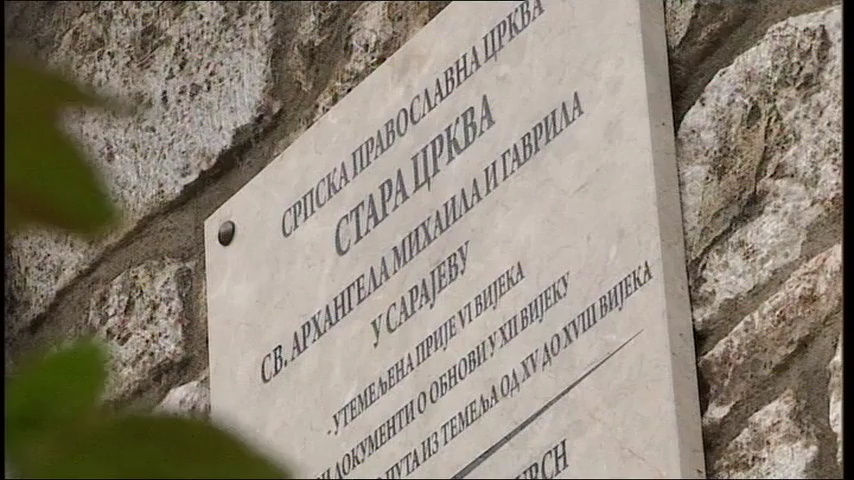 СРПСКА ПРАВОСЛАВНА ЦРКВА
СТАРА ЦРКВА
СВ. АРХАНГЕЛА МИХАИЛА И ГАВРИЛА
У САРАЈЕВУ
- УТЕМЕЉЕНА ПРИЈЕ VI ВИЈЕКА
ДОКУМЕНТИ О ОБНОВИ У XII ВИЈЕКУ
ПУТА ИЗ ТЕМЕЉА ОД XV ДО XVIII ВИЈЕКА